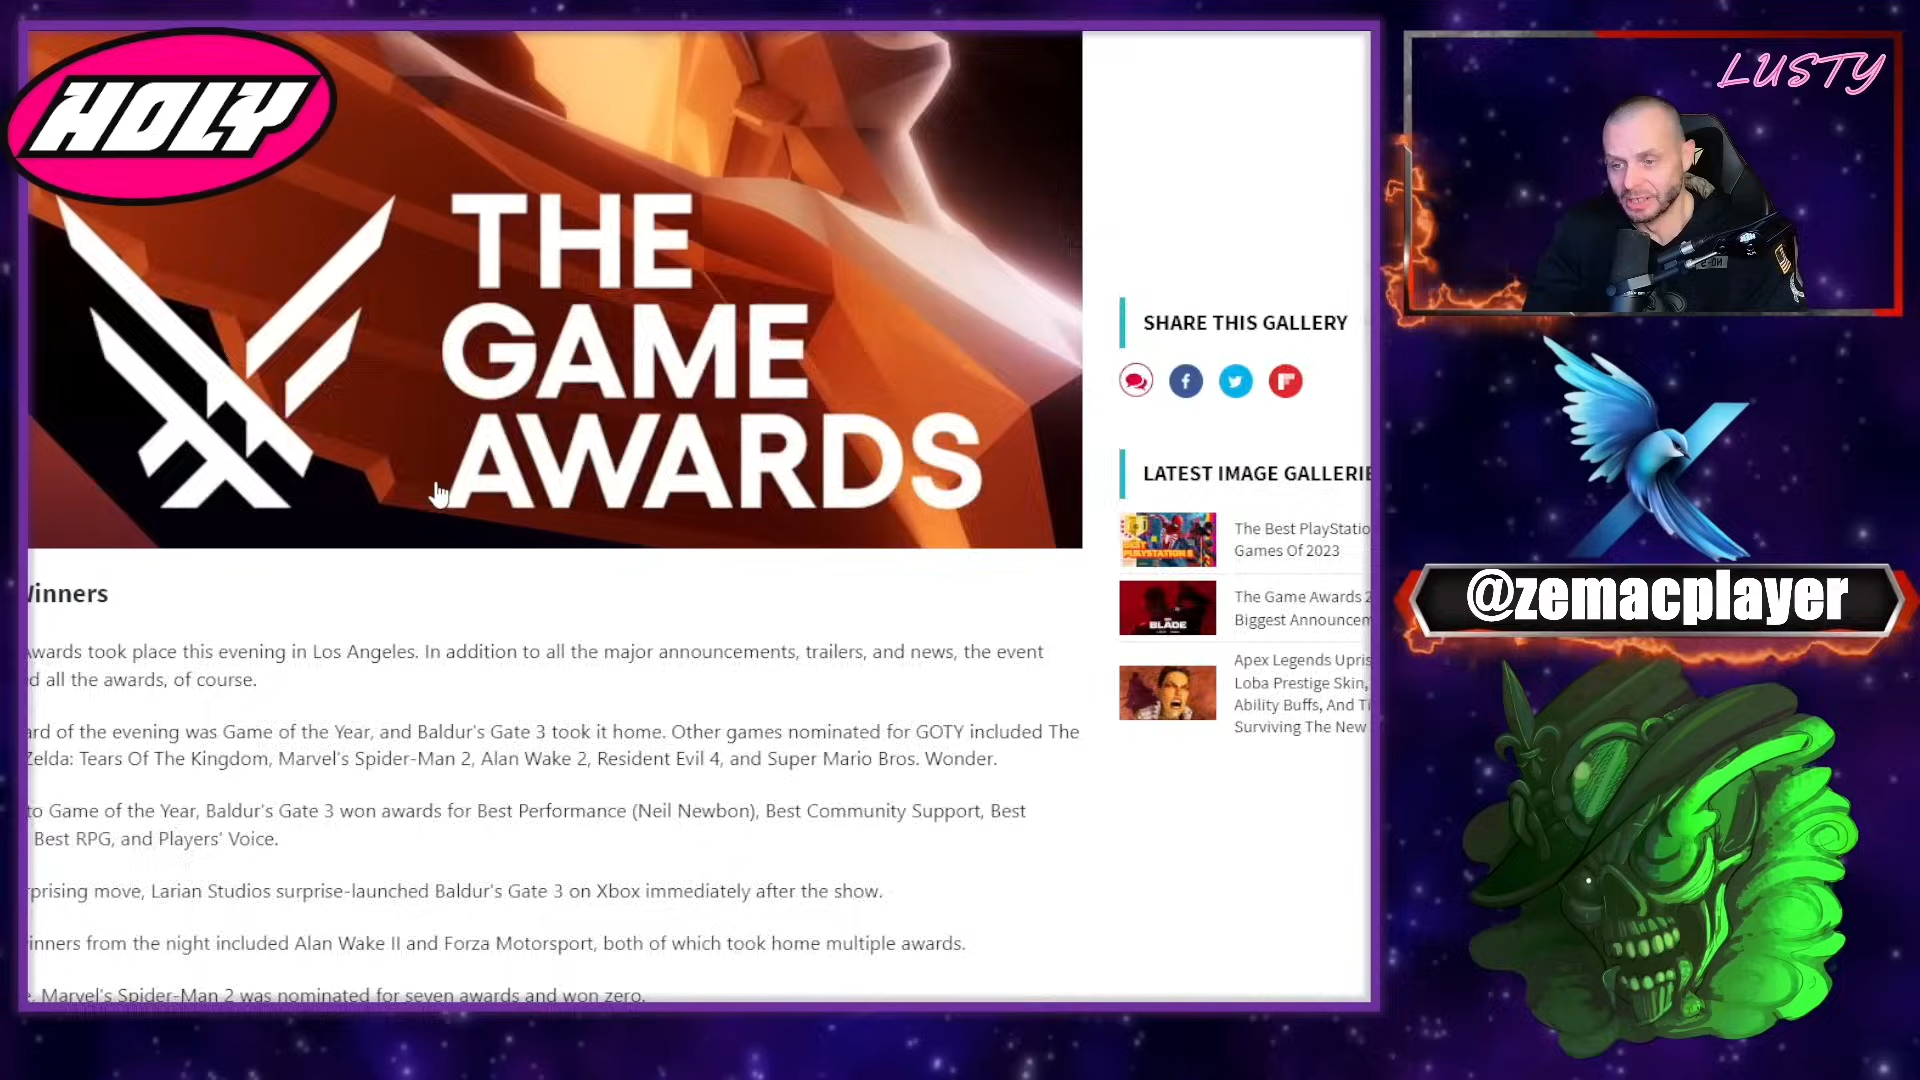 HOLY
THE
GAME
AWARDS
Winners
Awards took place this evening in Los Angeles. In addition to all the major announcements, trailers, and news, the event
d all the awards, of course.
ard of the evening was Game of the Year, and Baldur's Gate 3 took it home. Other games nominated for GOTY included The
Zelda: Tears Of The Kingdom, Marvel's Spider-Man 2, Alan Wake 2, Resident Evil 4, and Super Mario Bros. Wonder.
to Game of the Year, Baldur's Gate 3 won awards for Best Performance (Neil Newbon), Best Community Support, Best
Best RPG, and Players' Voice.
prising move, Larian Studios surprise-launched Baldur's Gate 3 on Xbox immediately after the show.
inners from the night included Alan Wake II and Forza Motorsport, both of which took home multiple awards.
, Marvel's Spider-Man 2 was nominated for seven awards and won zero.
SHARE THIS GALLERY
LATEST IMAGE GALLERIE
BEST
PLAYSTATION 5
The Best PlayStatio
Games Of 2023
BLADE
The Game Awards 2
Biggest Announcem
Apex Legends Upris
Loba Prestige Skin,
Ability Buffs, And Ti
Surviving The New
LUSTY
@zemacplayer